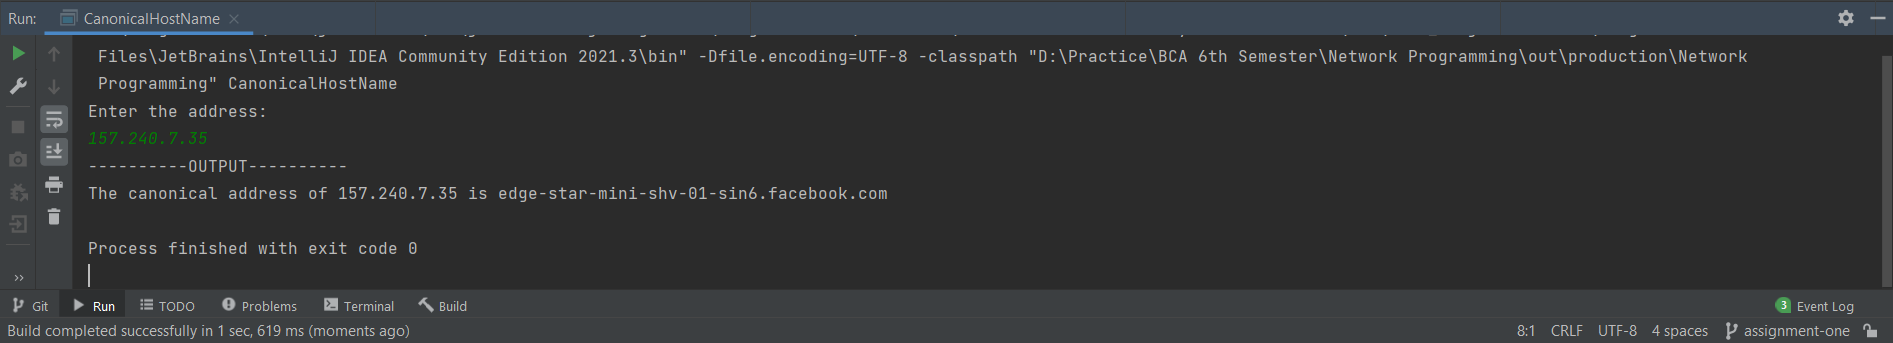 Run: CanonicalHostName
Files\JetBrains\IntelliJ IDEA Community Edition 2021.3\bin" -Dfile.encoding=UTF-8 -classpath "D:\Practice\BCA 6th Semester\Network Programming\out\production\Network
Programming" CanonicalHostName
Enter the address:
157.240.7.35
----------OUTPUT----------
The canonical address of 157.240.7.35 is edge-star-mini-shv-01-sin6.facebook.com
Process finished with exit code 0
Git Run TODO Problems Terminal Build 3 Event Log
Build completed successfully in 1 sec, 619 ms (moments ago) 8:1 CRLF UTF-8 4 spaces assignment-one